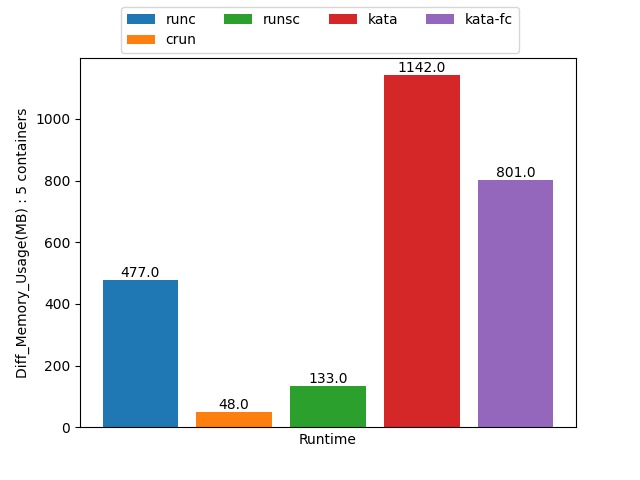 runc runsc kata kata-fc
crun
Diff_Memory_Usage(MB) : 5 containers
1000
800
600
400
200
0
477.0
48.0
133.0
1142.0
801.0
Runtime